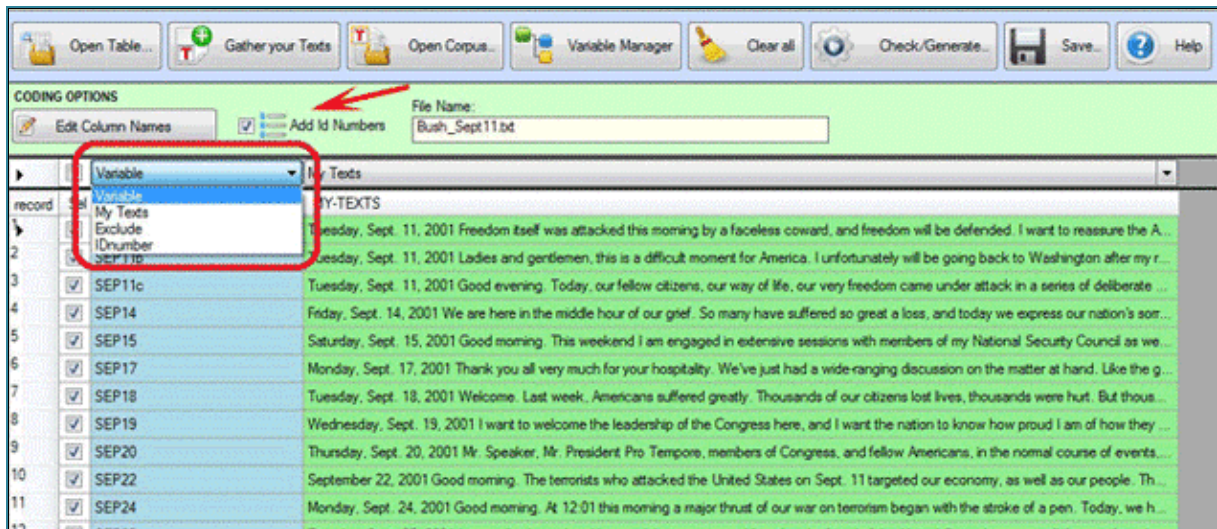 Open Table... Gather your Texts Open Corpus... Variable Manager Clear all Check/Generate... Save... Help
CODING OPTIONS
File Name:
Edit Column Names Add Id Numbers Bush_Sept11.txt
Variable My Texts
record Sel MY-TEXTS
Variable
My Texts
Exclude
IDnumber
1 Tuesday, Sept. 11, 2001 Freedom itself was attacked this morning by a faceless coward, and freedom will be defended. I want to reassure the A...
2 SEP11b Tuesday, Sept. 11, 2001 Ladies and gentlemen, this is a difficult moment for America. I unfortunately will be going back to Washington after my r...
3 SEP11c Tuesday, Sept. 11, 2001 Good evening. Today, our fellow citizens, our way of life, our very freedom came under attack in a series of deliberate ...
4 SEP14 Friday, Sept. 14, 2001 We are here in the middle hour of our grief. So many have suffered so great a loss, and today we express our nation's sorr...
5 SEP15 Saturday, Sept. 15, 2001 Good morning. This weekend I am engaged in extensive sessions with members of my National Security Council as we...
6 SEP17 Monday, Sept. 17, 2001 Thank you all very much for your hospitality. We've just had a wide-ranging discussion on the matter at hand. Like the g...
7 SEP18 Tuesday, Sept. 18, 2001 Welcome. Last week, Americans suffered greatly. Thousands of our citizens lost lives, thousands were hurt. But thous...
8 SEP19 Wednesday, Sept. 19, 2001 I want to welcome the leadership of the Congress here, and I want the nation to know how proud I am of how they ...
9 SEP20 Thursday, Sept. 20, 2001 Mr. Speaker, Mr. President Pro Tempore, members of Congress, and fellow Americans, in the normal course of events,...
10 SEP22 September 22, 2001 Good morning. The terrorists who attacked the United States on Sept. 11 targeted our economy, as well as our people. Th...
11 SEP24 Monday, Sept. 24, 2001 Good morning. At 12:01 this morning a major thrust of our war on terrorism began with the stroke of a pen. Today, we h...
12